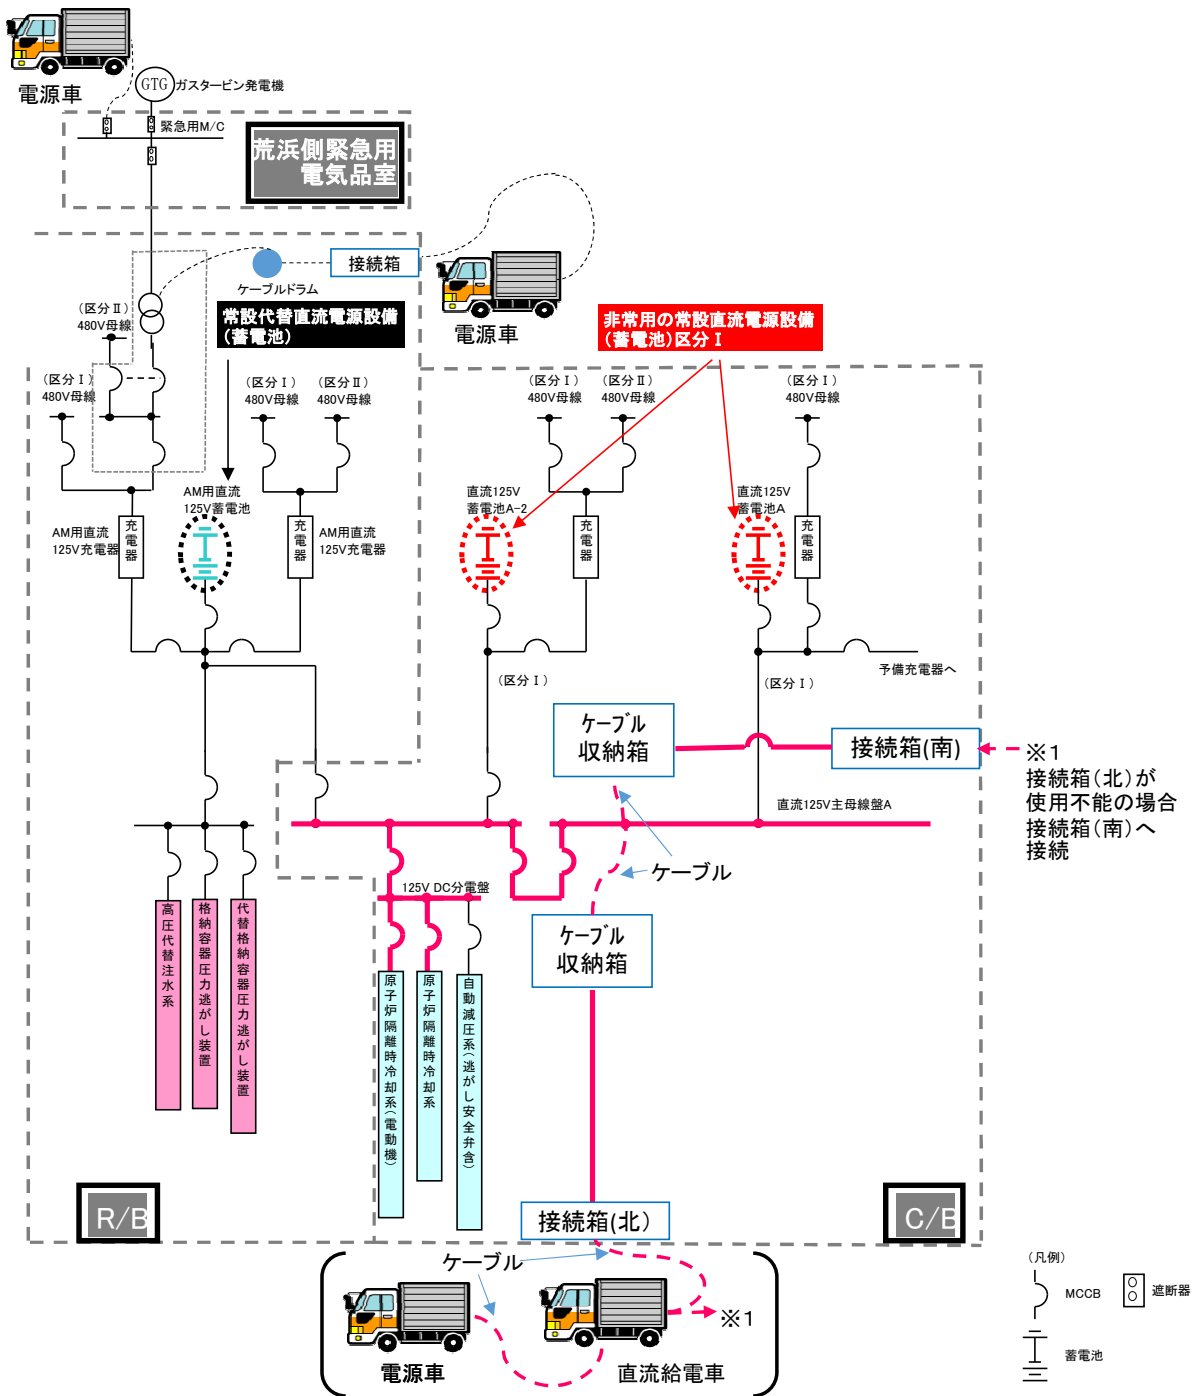 電源車
GTG ガスタービン発電機
緊急用M/C
荒浜側緊急用
電気品室
接続箱
ケーブルドラム
電源車
(区分Ⅱ)
480V母線
常設代替直流電源設備
(蓄電池)
非常用の常設直流電源設備
(蓄電池)区分Ⅰ
(区分Ⅰ)
480V母線
(区分Ⅰ)
480V母線
(区分Ⅱ)
480V母線
(区分Ⅰ)
480V母線
(区分Ⅱ)
480V母線
(区分Ⅰ)
480V母線
AM用直流
125V蓄電池
直流125V
蓄電池A-2
直流125V
蓄電池A
AM用直流
125V充電器
充電器
充電器
AM用直流
125V充電器
充電器
充電器
予備充電器へ
(区分Ⅰ)
(区分Ⅰ)
ケーブル
収納箱
接続箱(南)
※1
接続箱(北)が
使用不能の場合
接続箱(南)へ
接続
直流125V主母線盤A
ケーブル
125V DC分電盤
ケーブル
収納箱
高圧代替注水系
格納容器圧力逃がし装置
代替格納容器圧力逃がし装置
原子炉隔離時冷却系(電動機)
原子炉隔離時冷却系
自動減圧系(逃がし安全弁含)
R/B
接続箱(北)
C/B
ケーブル
※1
電源車
直流給電車
(凡例)
MCCB
遮断器
蓄電池